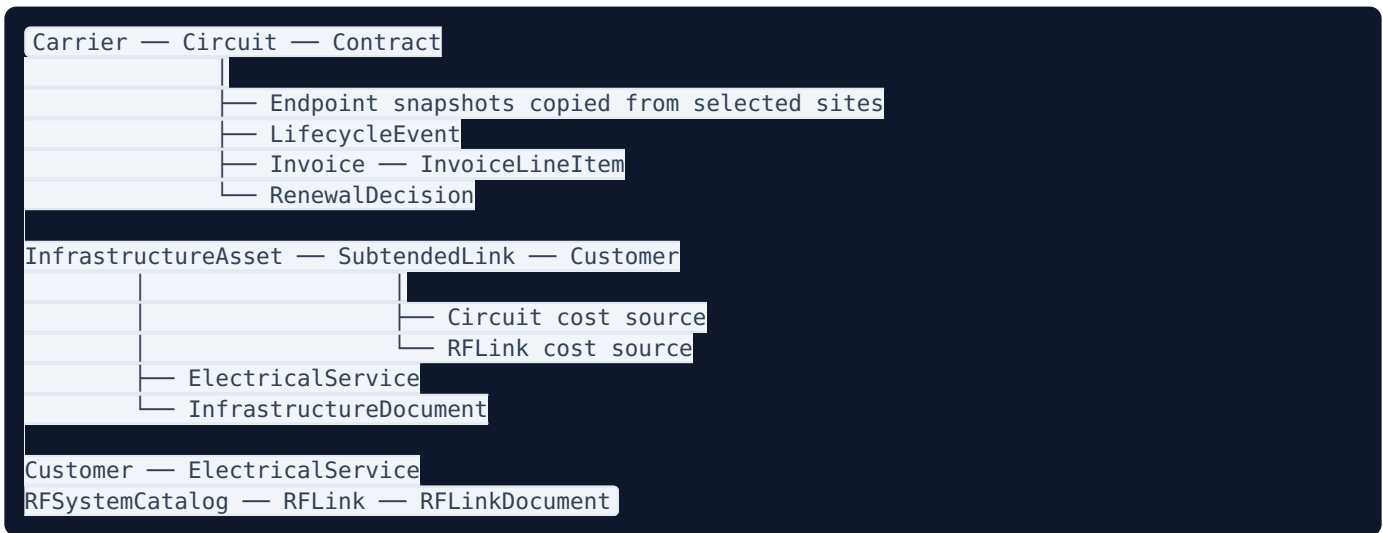 Carrier ── Circuit ── Contract
              │
              ├── Endpoint snapshots copied from selected sites
              ├── LifecycleEvent
              ├── Invoice ── InvoiceLineItem
              └── RenewalDecision

InfrastructureAsset ── SubtendedLink ── Customer
        │                  │
        │                  ├── Circuit cost source
        │                  └── RFLink cost source
        ├── ElectricalService
        └── InfrastructureDocument

Customer ── ElectricalService
RFSystemCatalog ── RFLink ── RFLinkDocument